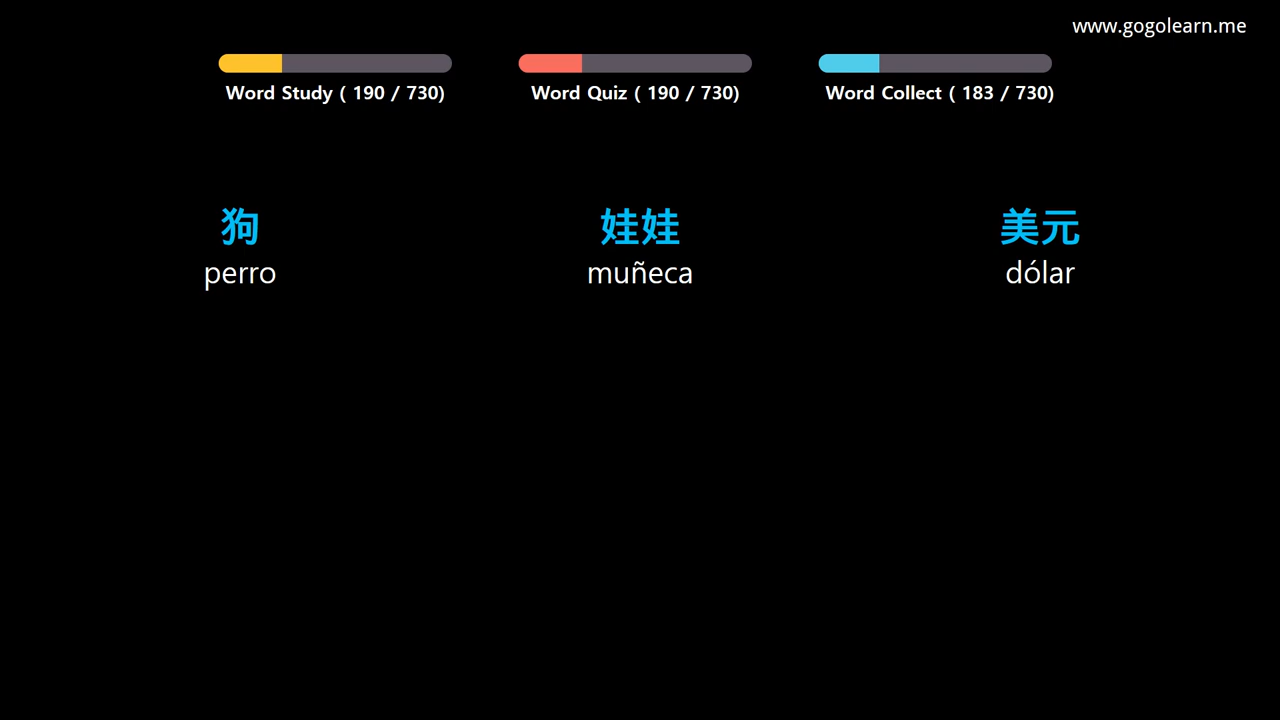 www.gogolearn.me
Word Study ( 190 / 730)
Word Quiz ( 190 / 730)
Word Collect ( 183 / 730)
狗
perro
娃娃
muñeca
美元
dólar